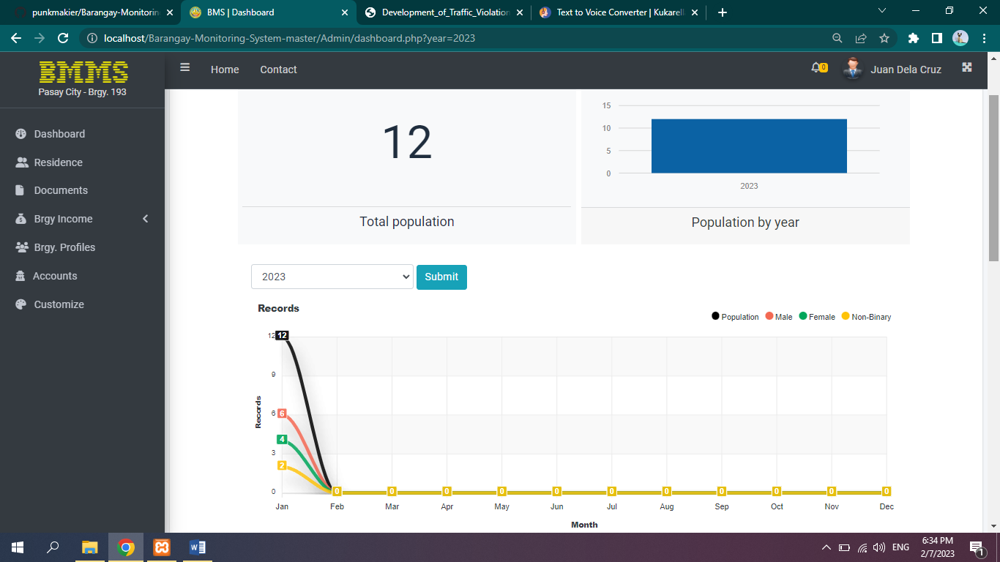 punkmakier/Barangay-Monitorin
BMS | Dashboard
Development_of_Traffic_Violation
Text to Voice Converter | Kukarell
localhost/Barangay-Monitoring-System-master/Admin/dashboard.php?year=2023
BMMS
Pasay City - Brgy. 193
Home
Contact
0
Juan Dela Cruz
Dashboard
Residence
Documents
Brgy Income
Brgy. Profiles
Accounts
Customize
12
Total population
15
10
5
0
2023
Population by year
2023
Submit
Records
Population Male Female Non-Binary
12
9
6
3
0
Records
12
6
4
2
0 0 0 0 0 0 0 0 0 0 0
Jan Feb Mar Apr May Jun Jul Aug Sep Oct Nov Dec
Month
ENG
6:34 PM
2/7/2023
1